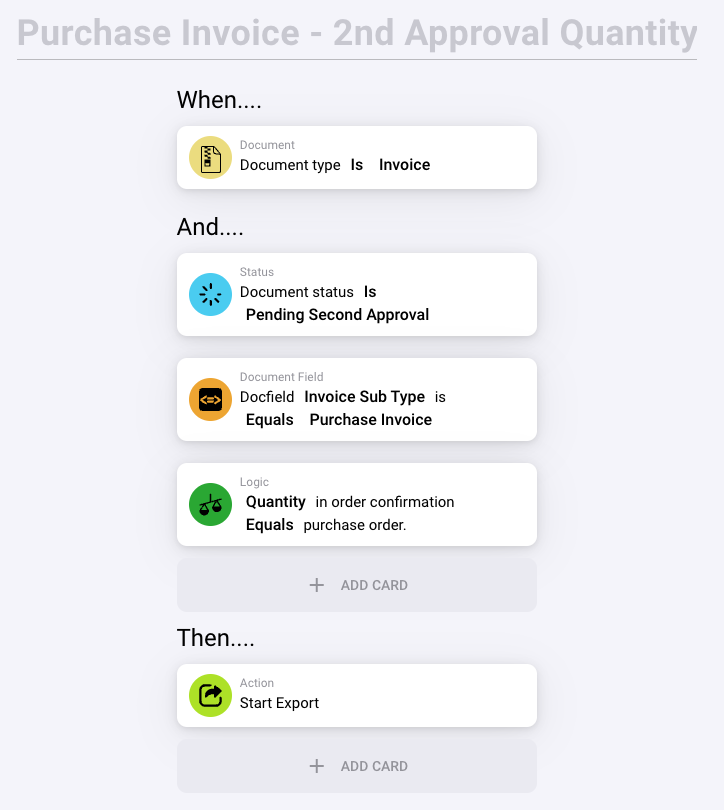 Purchase Invoice - 2nd Approval Quantity
When....
Document
Document type Is Invoice
And....
Status
Document status Is
Pending Second Approval
Document Field
Docfield Invoice Sub Type is
Equals Purchase Invoice
Logic
Quantity in order confirmation
Equals purchase order.
+ ADD CARD
Then....
Action
Start Export
+ ADD CARD